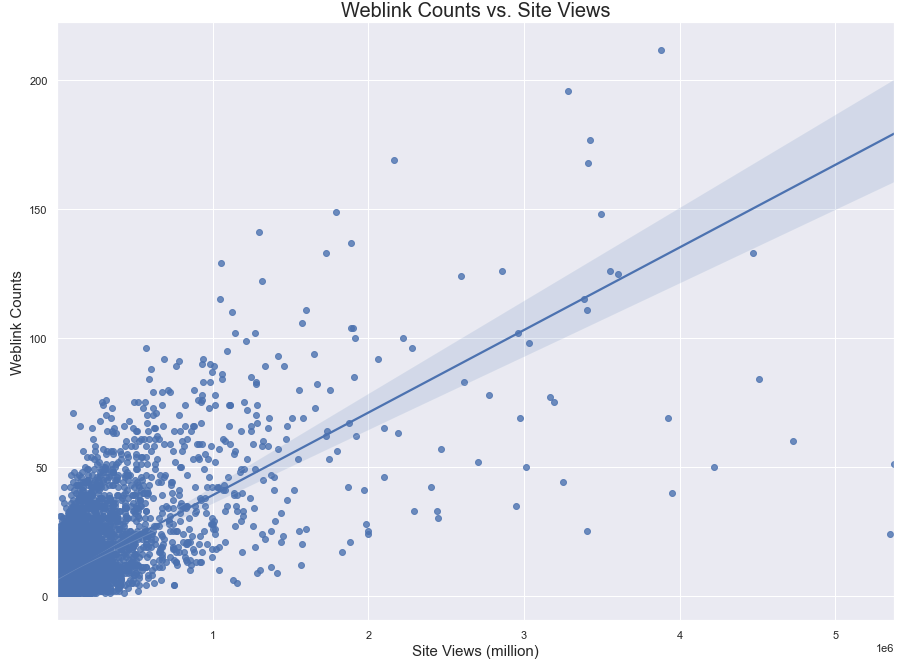 Weblink Counts vs. Site Views
Weblink Counts
200
150
100
50
0
1 2 3 4 5
1e6
Site Views (million)